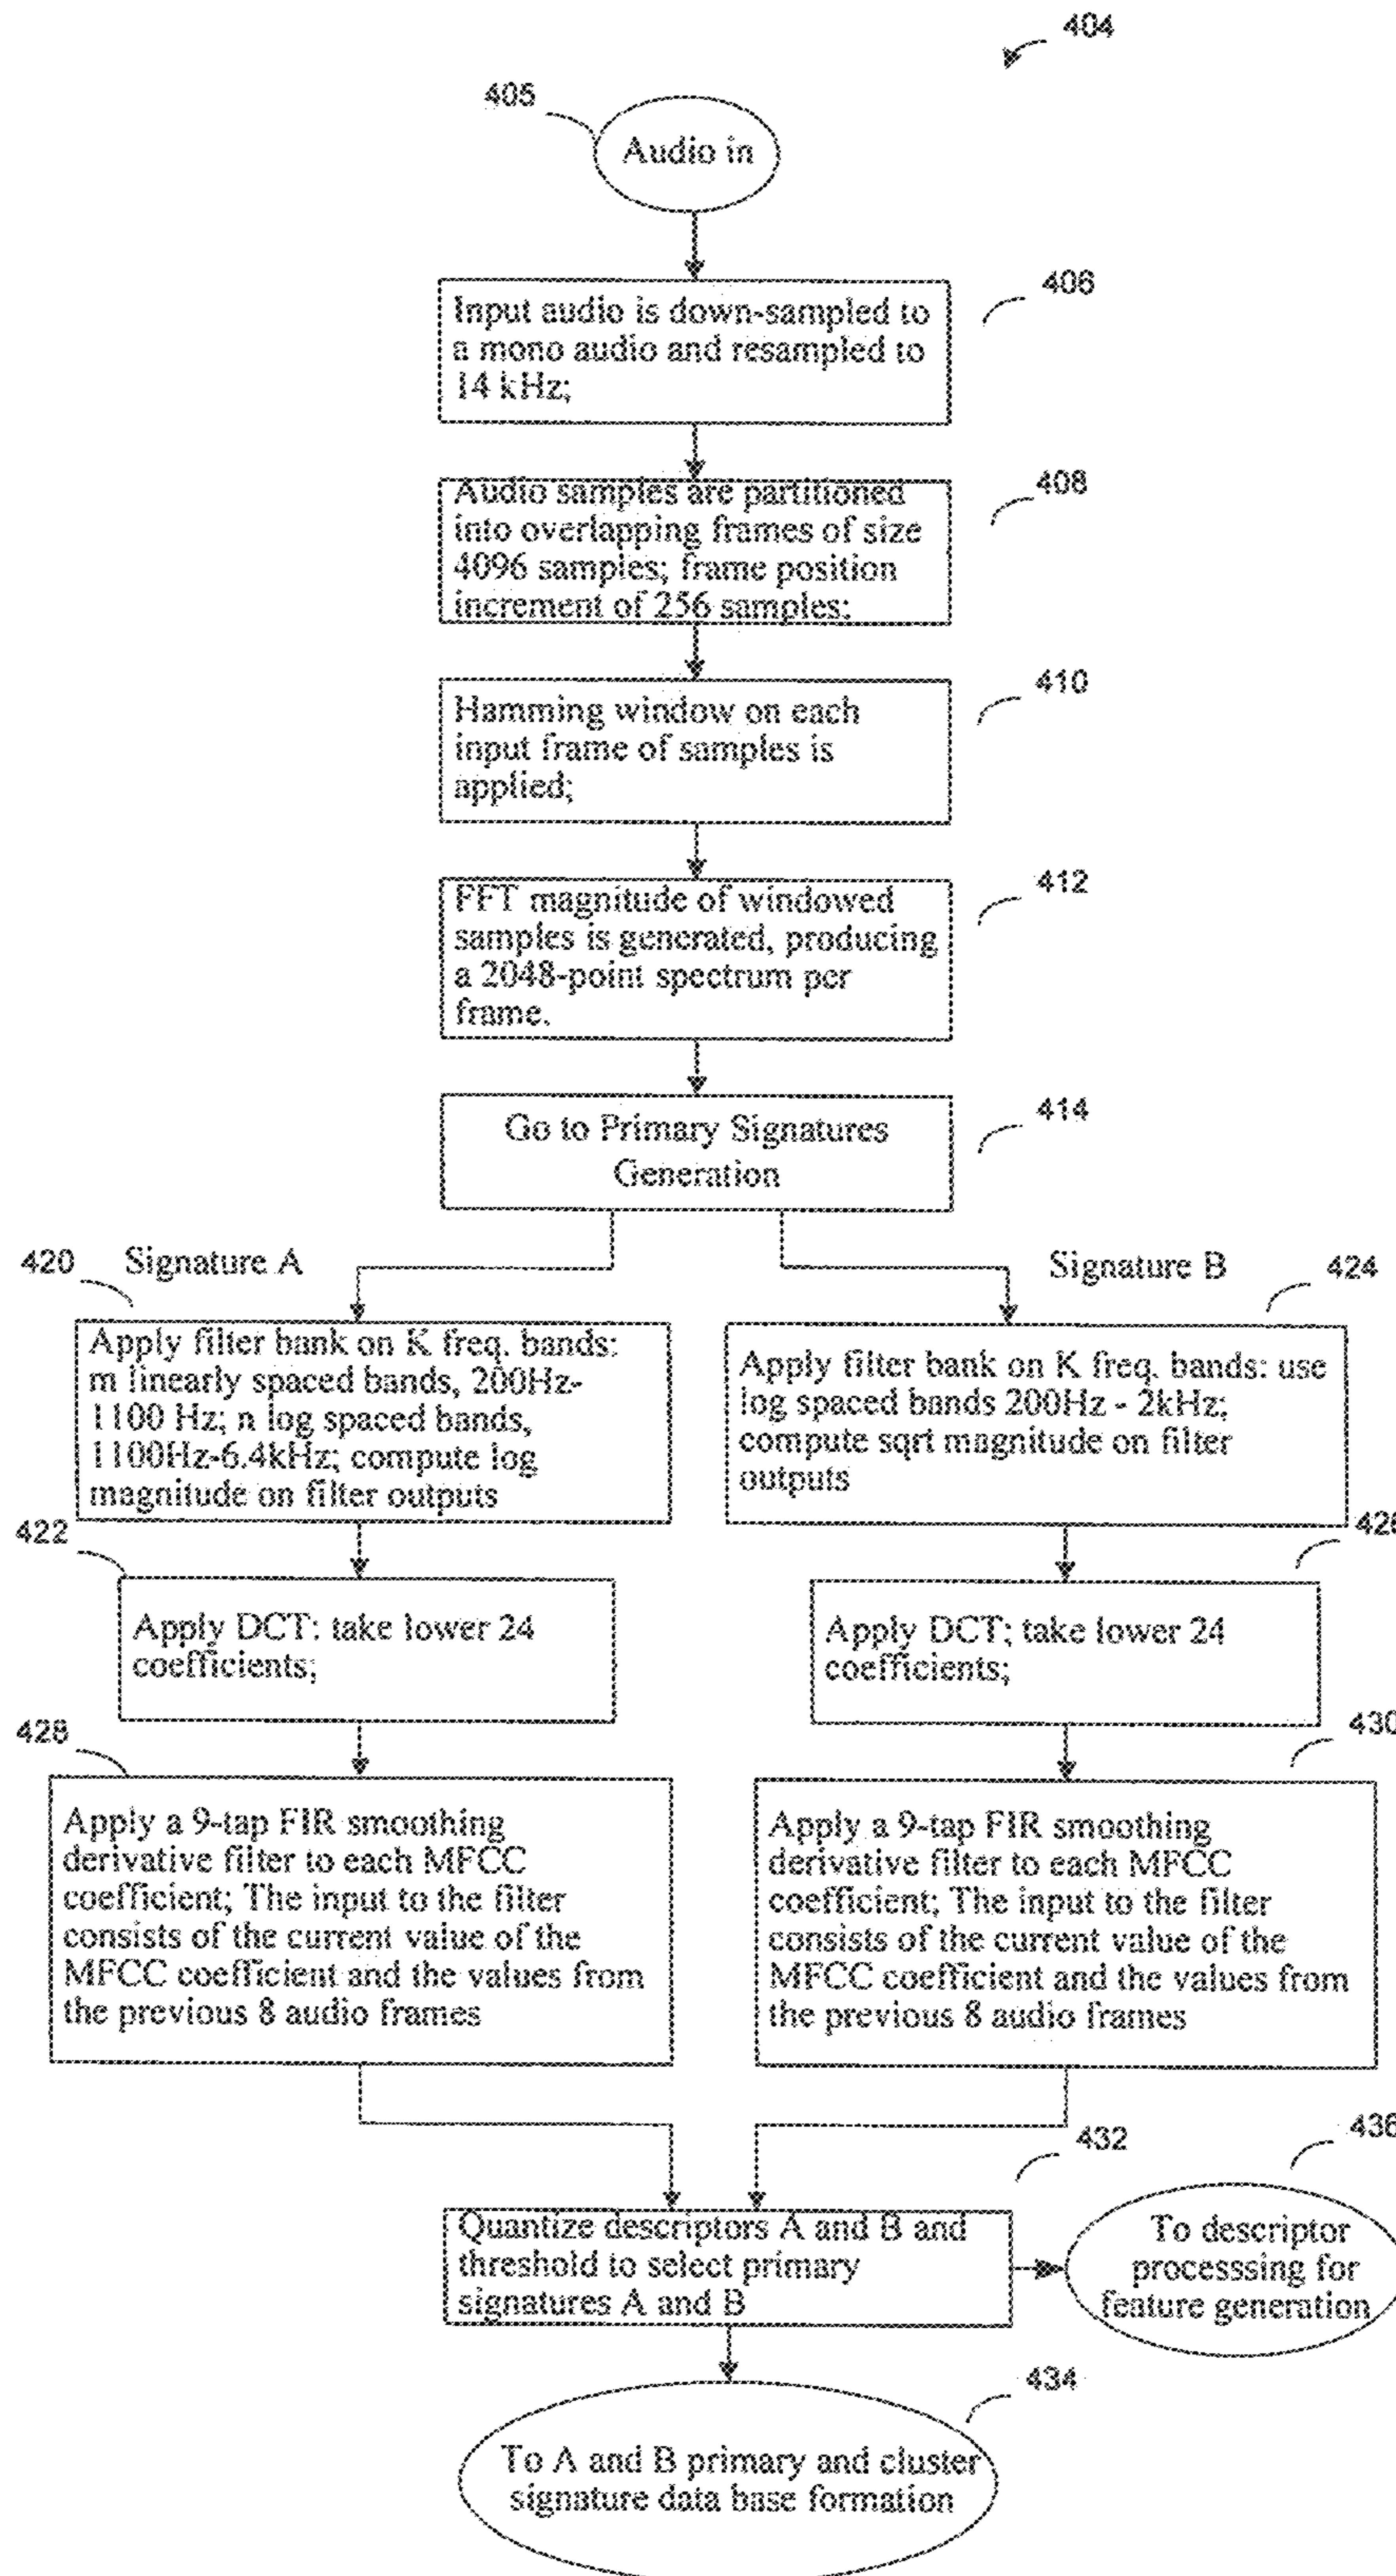 404
405
Audio in
406
Input audio is down-sampled to
a mono audio and resampled to
14 kHz;
408
Audio samples are partitioned
into overlapping frames of size
4096 samples; frame position
increment of 256 samples;
410
Hamming window on each
input frame of samples is
applied;
412
FFT magnitude of windowed
samples is generated, producing
a 2048-point spectrum per
frame.
414
Go to Primary Signatures
Generation
420
Signature A
Signature B
424
Apply filter bank on K freq. bands:
m linearly spaced bands, 200Hz-
1100 Hz; n log spaced bands,
1100Hz-6.4kHz; compute log
magnitude on filter outputs
Apply filter bank on K freq. bands: use
log spaced bands 200Hz - 2kHz;
compute sqrt magnitude on filter
outputs
422
426
Apply DCT: take lower 24
coefficients;
Apply DCT; take lower 24
coefficients;
428
430
Apply a 9-tap FIR smoothing
derivative filter to each MFCC
coefficient; The input to the filter
consists of the current value of the
MFCC coefficient and the values from
the previous 8 audio frames
Apply a 9-tap FIR smoothing
derivative filter to each MFCC
coefficient; The input to the filter
consists of the current value of the
MFCC coefficient and the values from
the previous 8 audio frames
432
436
Quantize descriptors A and B and
threshold to select primary
signatures A and B
To descriptor
processsing for
feature generation
434
To A and B primary and cluster
signature data base formation